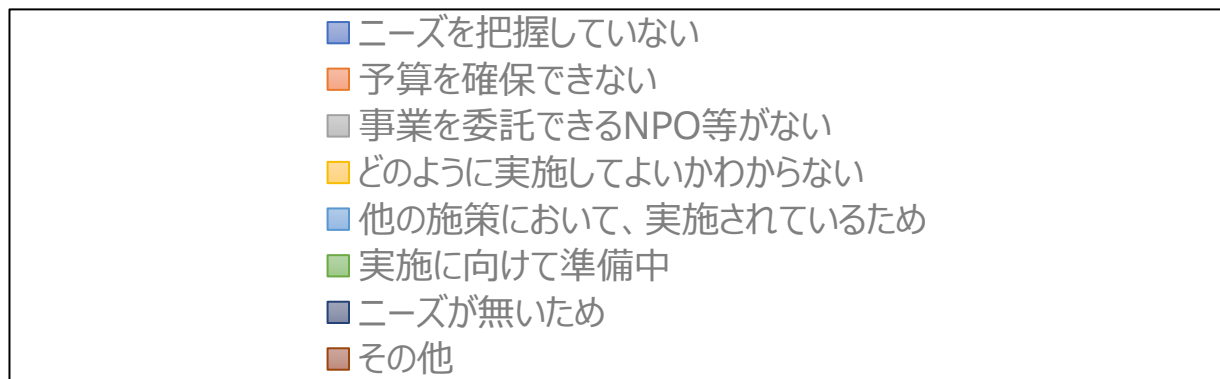 ニーズを把握していない
予算を確保できない
事業を委託できるNPO等がない
どのように実施してよいかわからない
他の施策において、実施されているため
実施に向けて準備中
ニーズが無いため
その他